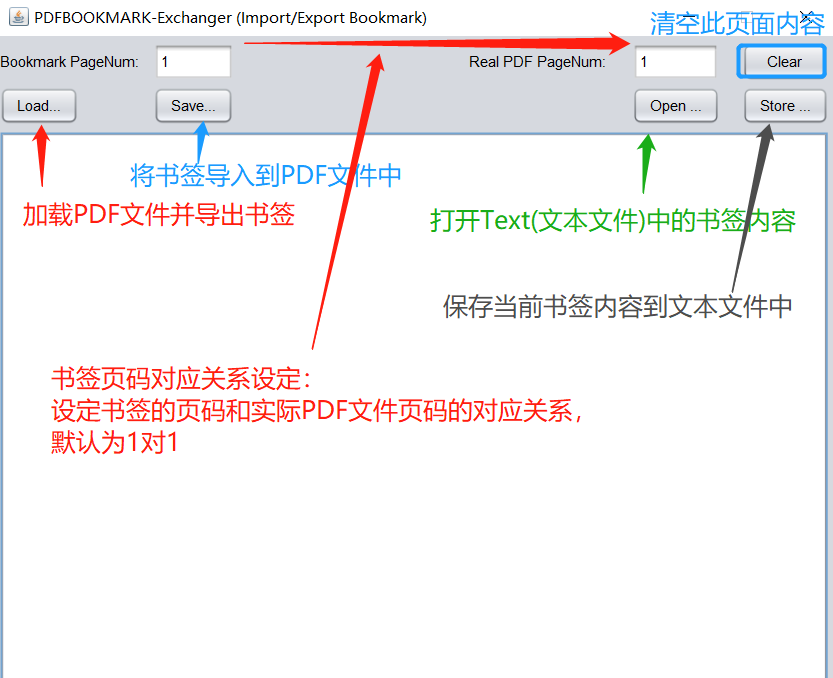 PDFBOOKMARK-Exchanger (Import/Export Bookmark)
清空此页面内容
Bookmark PageNum:
1
Real PDF PageNum:
1
Clear
Load...
Save...
Open ...
Store ...
将书签导入到PDF文件中
加载PDF文件并导出书签
打开Text(文本文件)中的书签内容
保存当前书签内容到文本文件中
书签页码对应关系设定：
设定书签的页码和实际PDF文件页码的对应关系，
默认为1对1